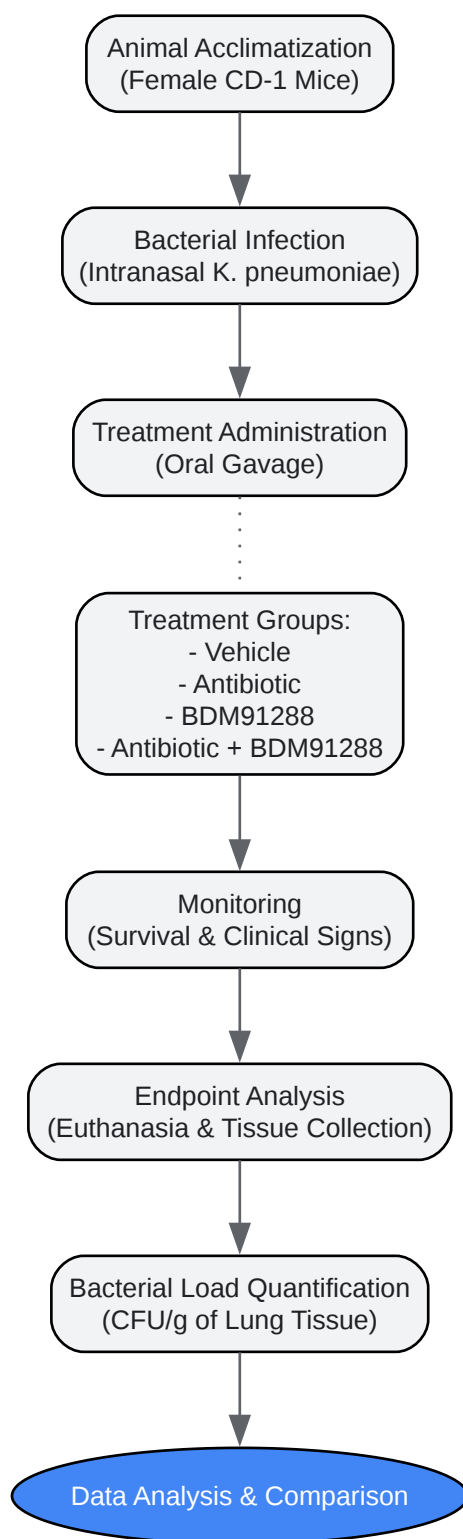 Animal Acclimatization
(Female CD-1 Mice)
Bacterial Infection
(Intranasal K. pneumoniae)
Treatment Administration
(Oral Gavage)
Treatment Groups:
- Vehicle
- Antibiotic
- BDM91288
- Antibiotic + BDM91288
Monitoring
(Survival & Clinical Signs)
Endpoint Analysis
(Euthanasia & Tissue Collection)
Bacterial Load Quantification
(CFU/g of Lung Tissue)
Data Analysis & Comparison